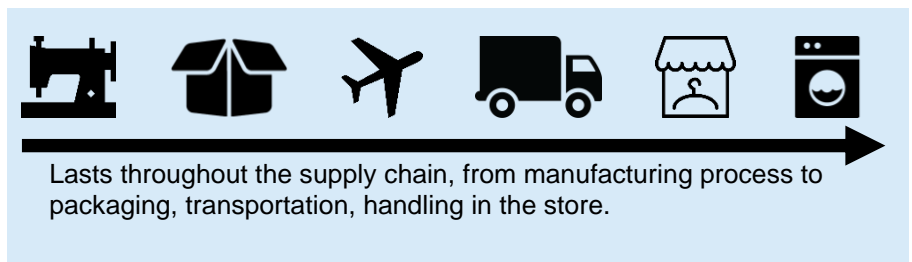 Lasts throughout the supply chain, from manufacturing process to
packaging, transportation, handling in the store.